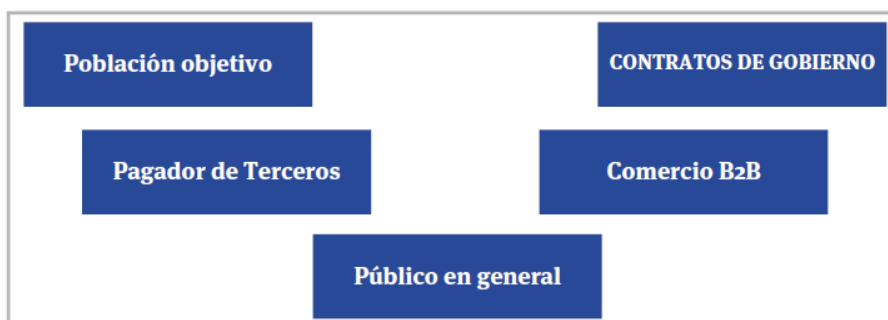 Población objetivo
CONTRATOS DE GOBIERNO
Pagador de Terceros
Comercio B2B
Público en general